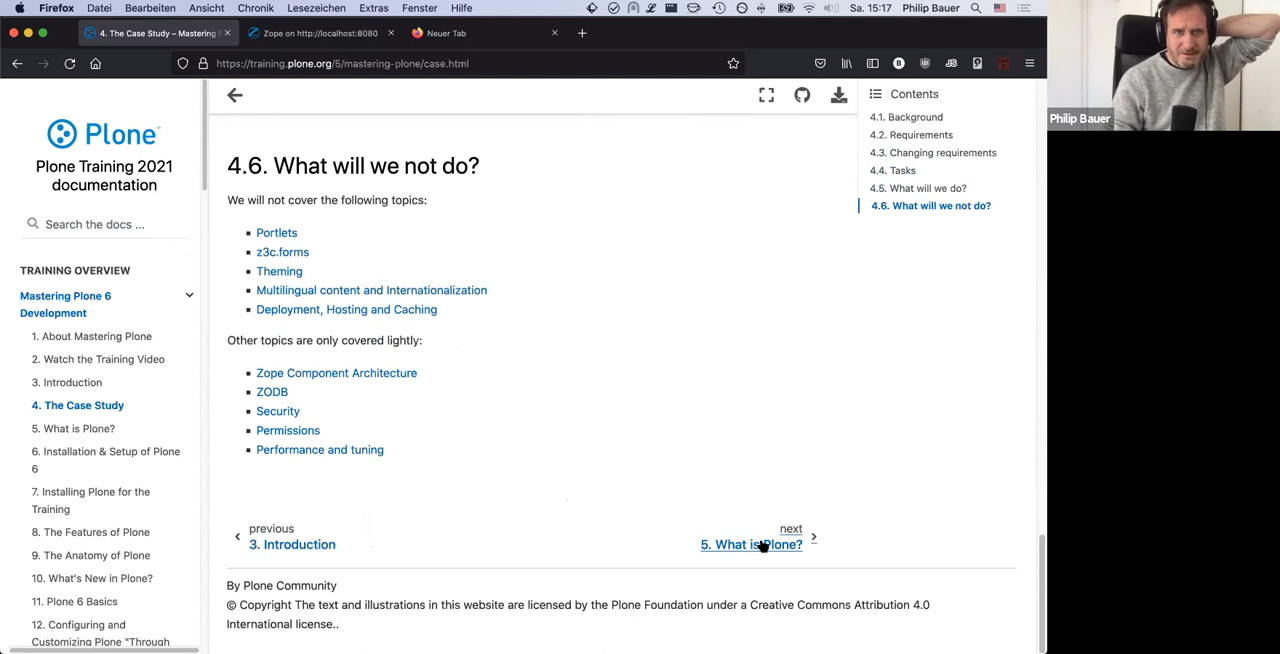 Firefox Datei Bearbeiten Ansicht Chronik Lesezeichen Extras Fenster Hilfe Sa. 15:17 Philip Bauer
4. The Case Study – Mastering
Zope on http://localhost:8080
Neuer Tab
https://training.plone.org/5/mastering-plone/case.html
Philip Bauer
Plone
Plone Training 2021
documentation
Search the docs ...
TRAINING OVERVIEW
Mastering Plone 6
Development
1. About Mastering Plone
2. Watch the Training Video
3. Introduction
4. The Case Study
5. What is Plone?
6. Installation & Setup of Plone
6
7. Installing Plone for the
Training
8. The Features of Plone
9. The Anatomy of Plone
10. What's New in Plone?
11. Plone 6 Basics
12. Configuring and
Customizing Plone "Through
4.6. What will we not do?
We will not cover the following topics:
Portlets
z3c.forms
Theming
Multilingual content and Internationalization
Deployment, Hosting and Caching
Other topics are only covered lightly:
Zope Component Architecture
ZODB
Security
Permissions
Performance and tuning
previous
3. Introduction
next
5. What is Plone?
By Plone Community
© Copyright The text and illustrations in this website are licensed by the Plone Foundation under a Creative Commons Attribution 4.0
International license..
Contents
4.1. Background
4.2. Requirements
4.3. Changing requirements
4.4. Tasks
4.5. What will we do?
4.6. What will we not do?